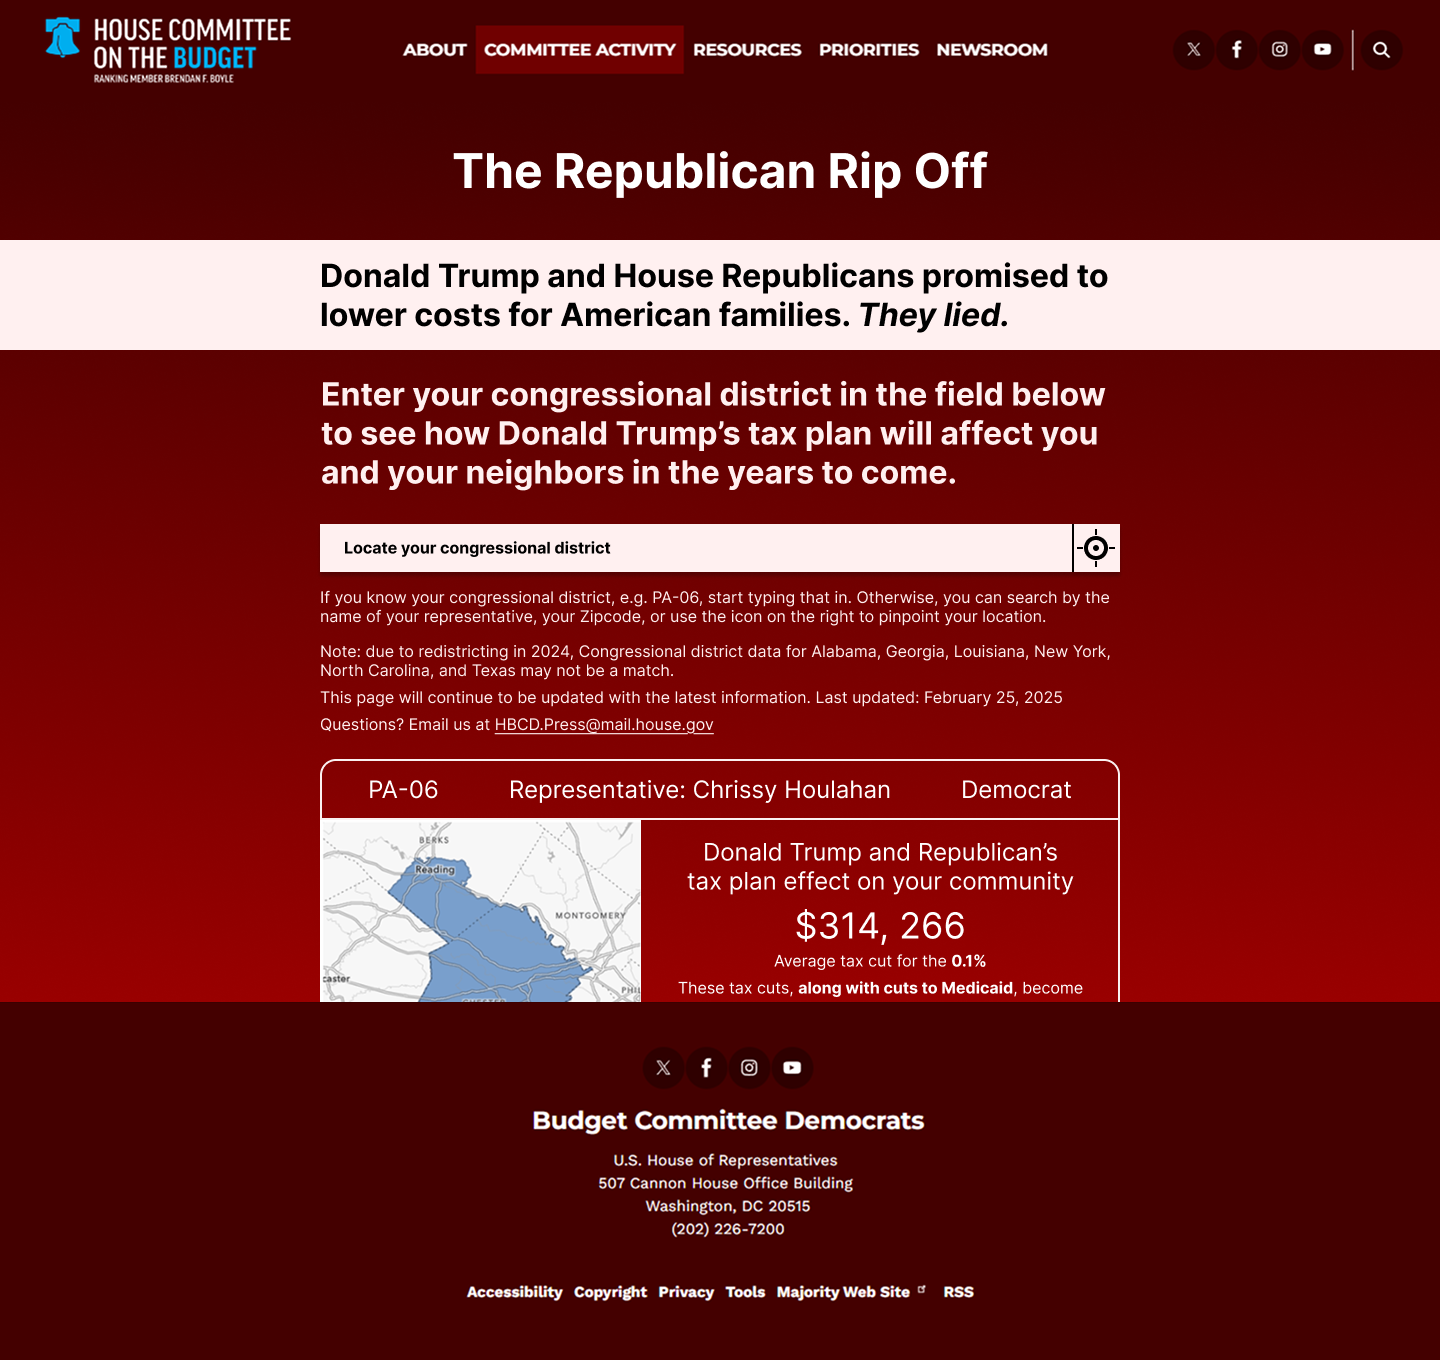 HOUSE COMMITTEE
ON THE BUDGET
RANKING MEMBER BRENDAN F. BOYLE
ABOUT COMMITTEE ACTIVITY RESOURCES PRIORITIES NEWSROOM
The Republican Rip Off
Donald Trump and House Republicans promised to
lower costs for American families. They lied.
Enter your congressional district in the field below
to see how Donald Trump’s tax plan will affect you
and your neighbors in the years to come.
Locate your congressional district
If you know your congressional district, e.g. PA-06, start typing that in. Otherwise, you can search by the
name of your representative, your Zipcode, or use the icon on the right to pinpoint your location.
Note: due to redistricting in 2024, Congressional district data for Alabama, Georgia, Louisiana, New York,
North Carolina, and Texas may not be a match.
This page will continue to be updated with the latest information. Last updated: February 25, 2025
Questions? Email us at HBCD.Press@mail.house.gov
PA-06 Representative: Chrissy Houlahan Democrat
BERKS
Reading
MONTGOMERY
caster
PHIL
Donald Trump and Republican’s
tax plan effect on your community
$314, 266
Average tax cut for the 0.1%
These tax cuts, along with cuts to Medicaid, become
Budget Committee Democrats
U.S. House of Representatives
507 Cannon House Office Building
Washington, DC 20515
(202) 226-7200
Accessibility Copyright Privacy Tools Majority Web Site RSS